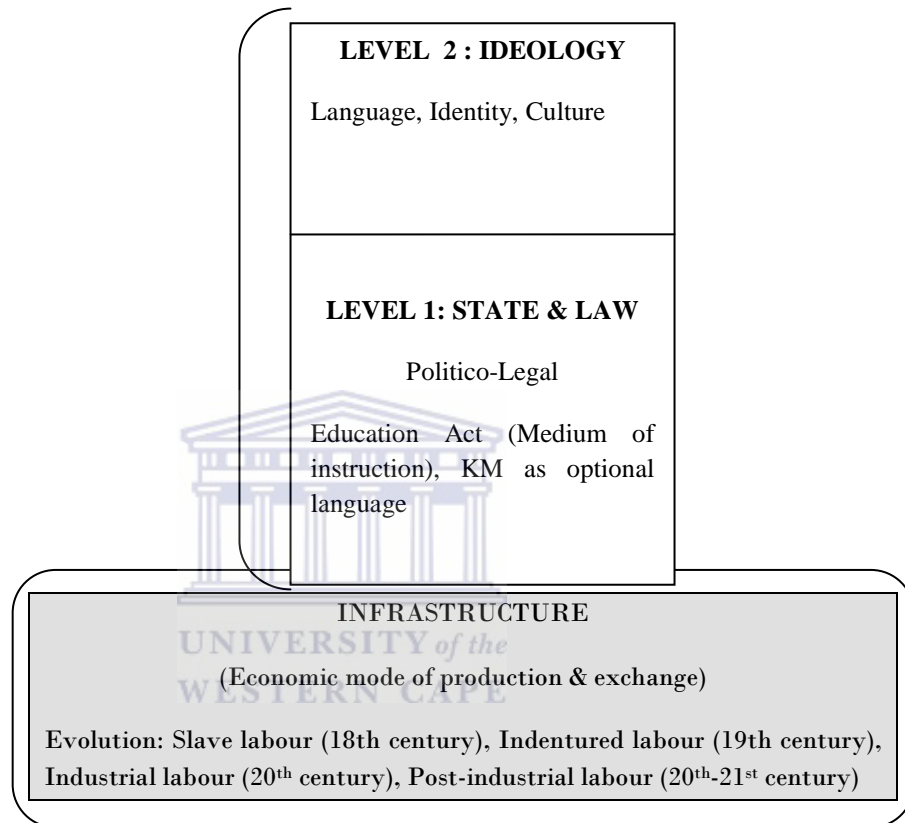 LEVEL 2 : IDEOLOGY
Language, Identity, Culture
LEVEL 1: STATE & LAW
Politico-Legal
Education Act (Medium of
instruction), KM as optional
language
INFRASTRUCTURE
UNIVERSITY of the
(Economic mode of production & exchange)
WESTERN CAPE
Evolution: Slave labour (18th century), Indentured labour (19th century),
Industrial labour (20th century), Post-industrial labour (20th-21st century)